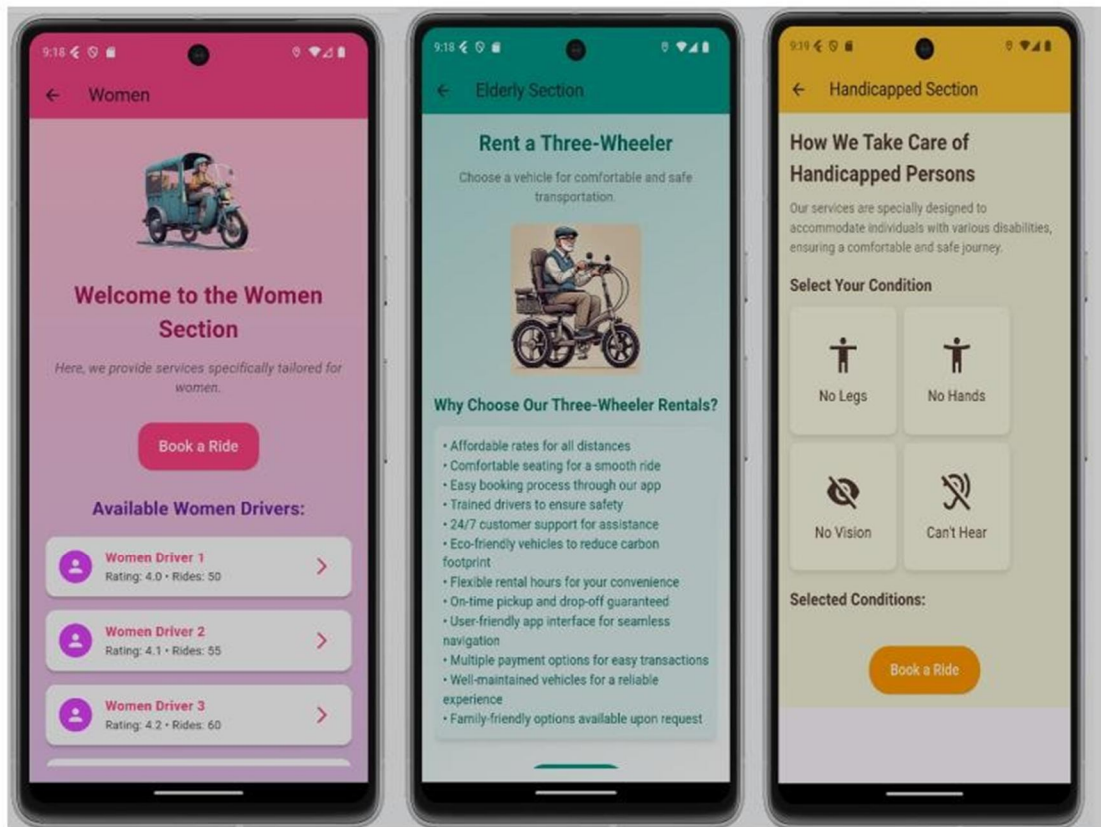 9:18
Women
Welcome to the Women
Section
Here, we provide services specifically tailored for
women.
Book a Ride
Available Women Drivers:
Women Driver 1
Rating: 4.0 • Rides: 50
Women Driver 2
Rating: 4.1 • Rides: 55
Women Driver 3
Rating: 4.2 • Rides: 60
9:18
Elderly Section
Rent a Three-Wheeler
Choose a vehicle for comfortable and safe
transportation.
Why Choose Our Three-Wheeler Rentals?
• Affordable rates for all distances
• Comfortable seating for a smooth ride
• Easy booking process through our app
• Trained drivers to ensure safety
• 24/7 customer support for assistance
• Eco-friendly vehicles to reduce carbon
footprint
• Flexible rental hours for your convenience
• On-time pickup and drop-off guaranteed
• User-friendly app interface for seamless
navigation
• Multiple payment options for easy transactions
• Well-maintained vehicles for a reliable
experience
• Family-friendly options available upon request
9:19
Handicapped Section
How We Take Care of
Handicapped Persons
Our services are specially designed to
accommodate individuals with various disabilities,
ensuring a comfortable and safe journey.
Select Your Condition
No Legs
No Hands
No Vision
Can't Hear
Selected Conditions:
Book a Ride